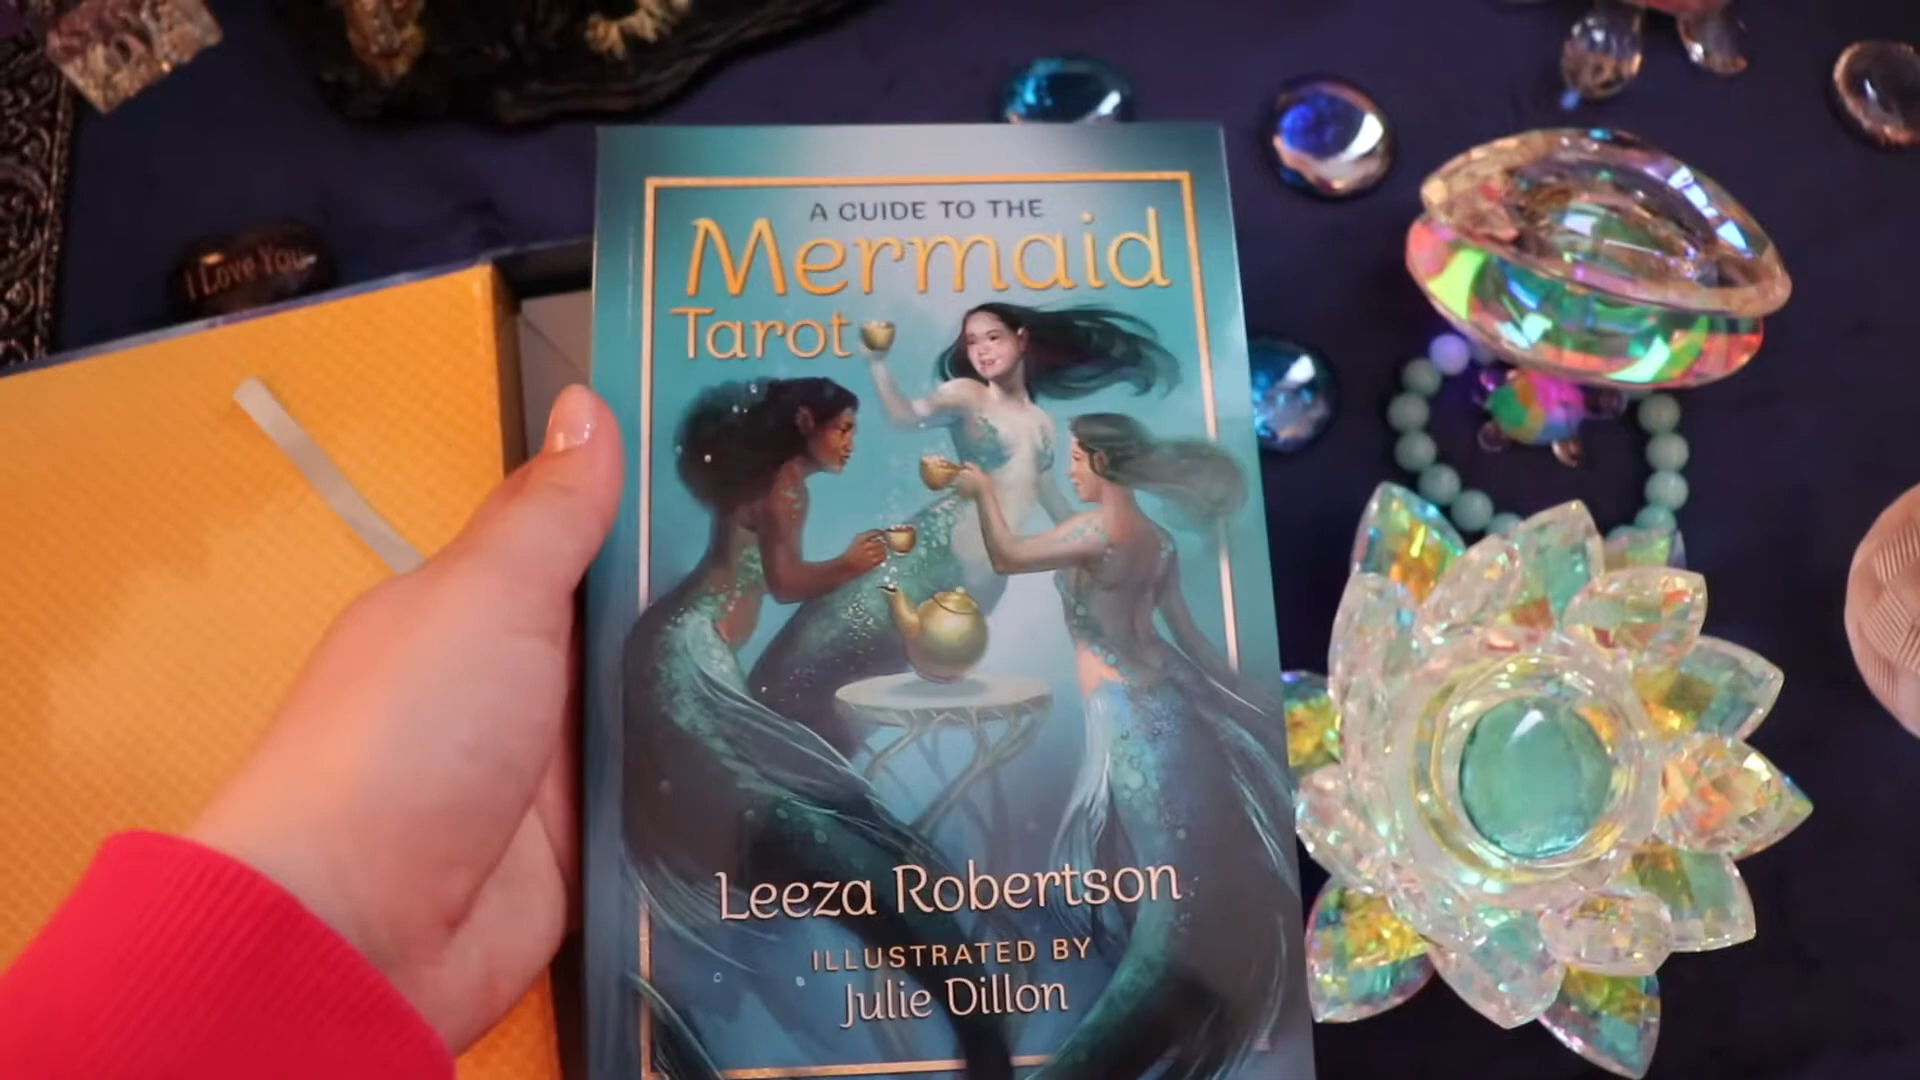 I Love You
A GUIDE TO THE
Mermaid
Tarot
Leeza Robertson
ILLUSTRATED BY
Julie Dillon